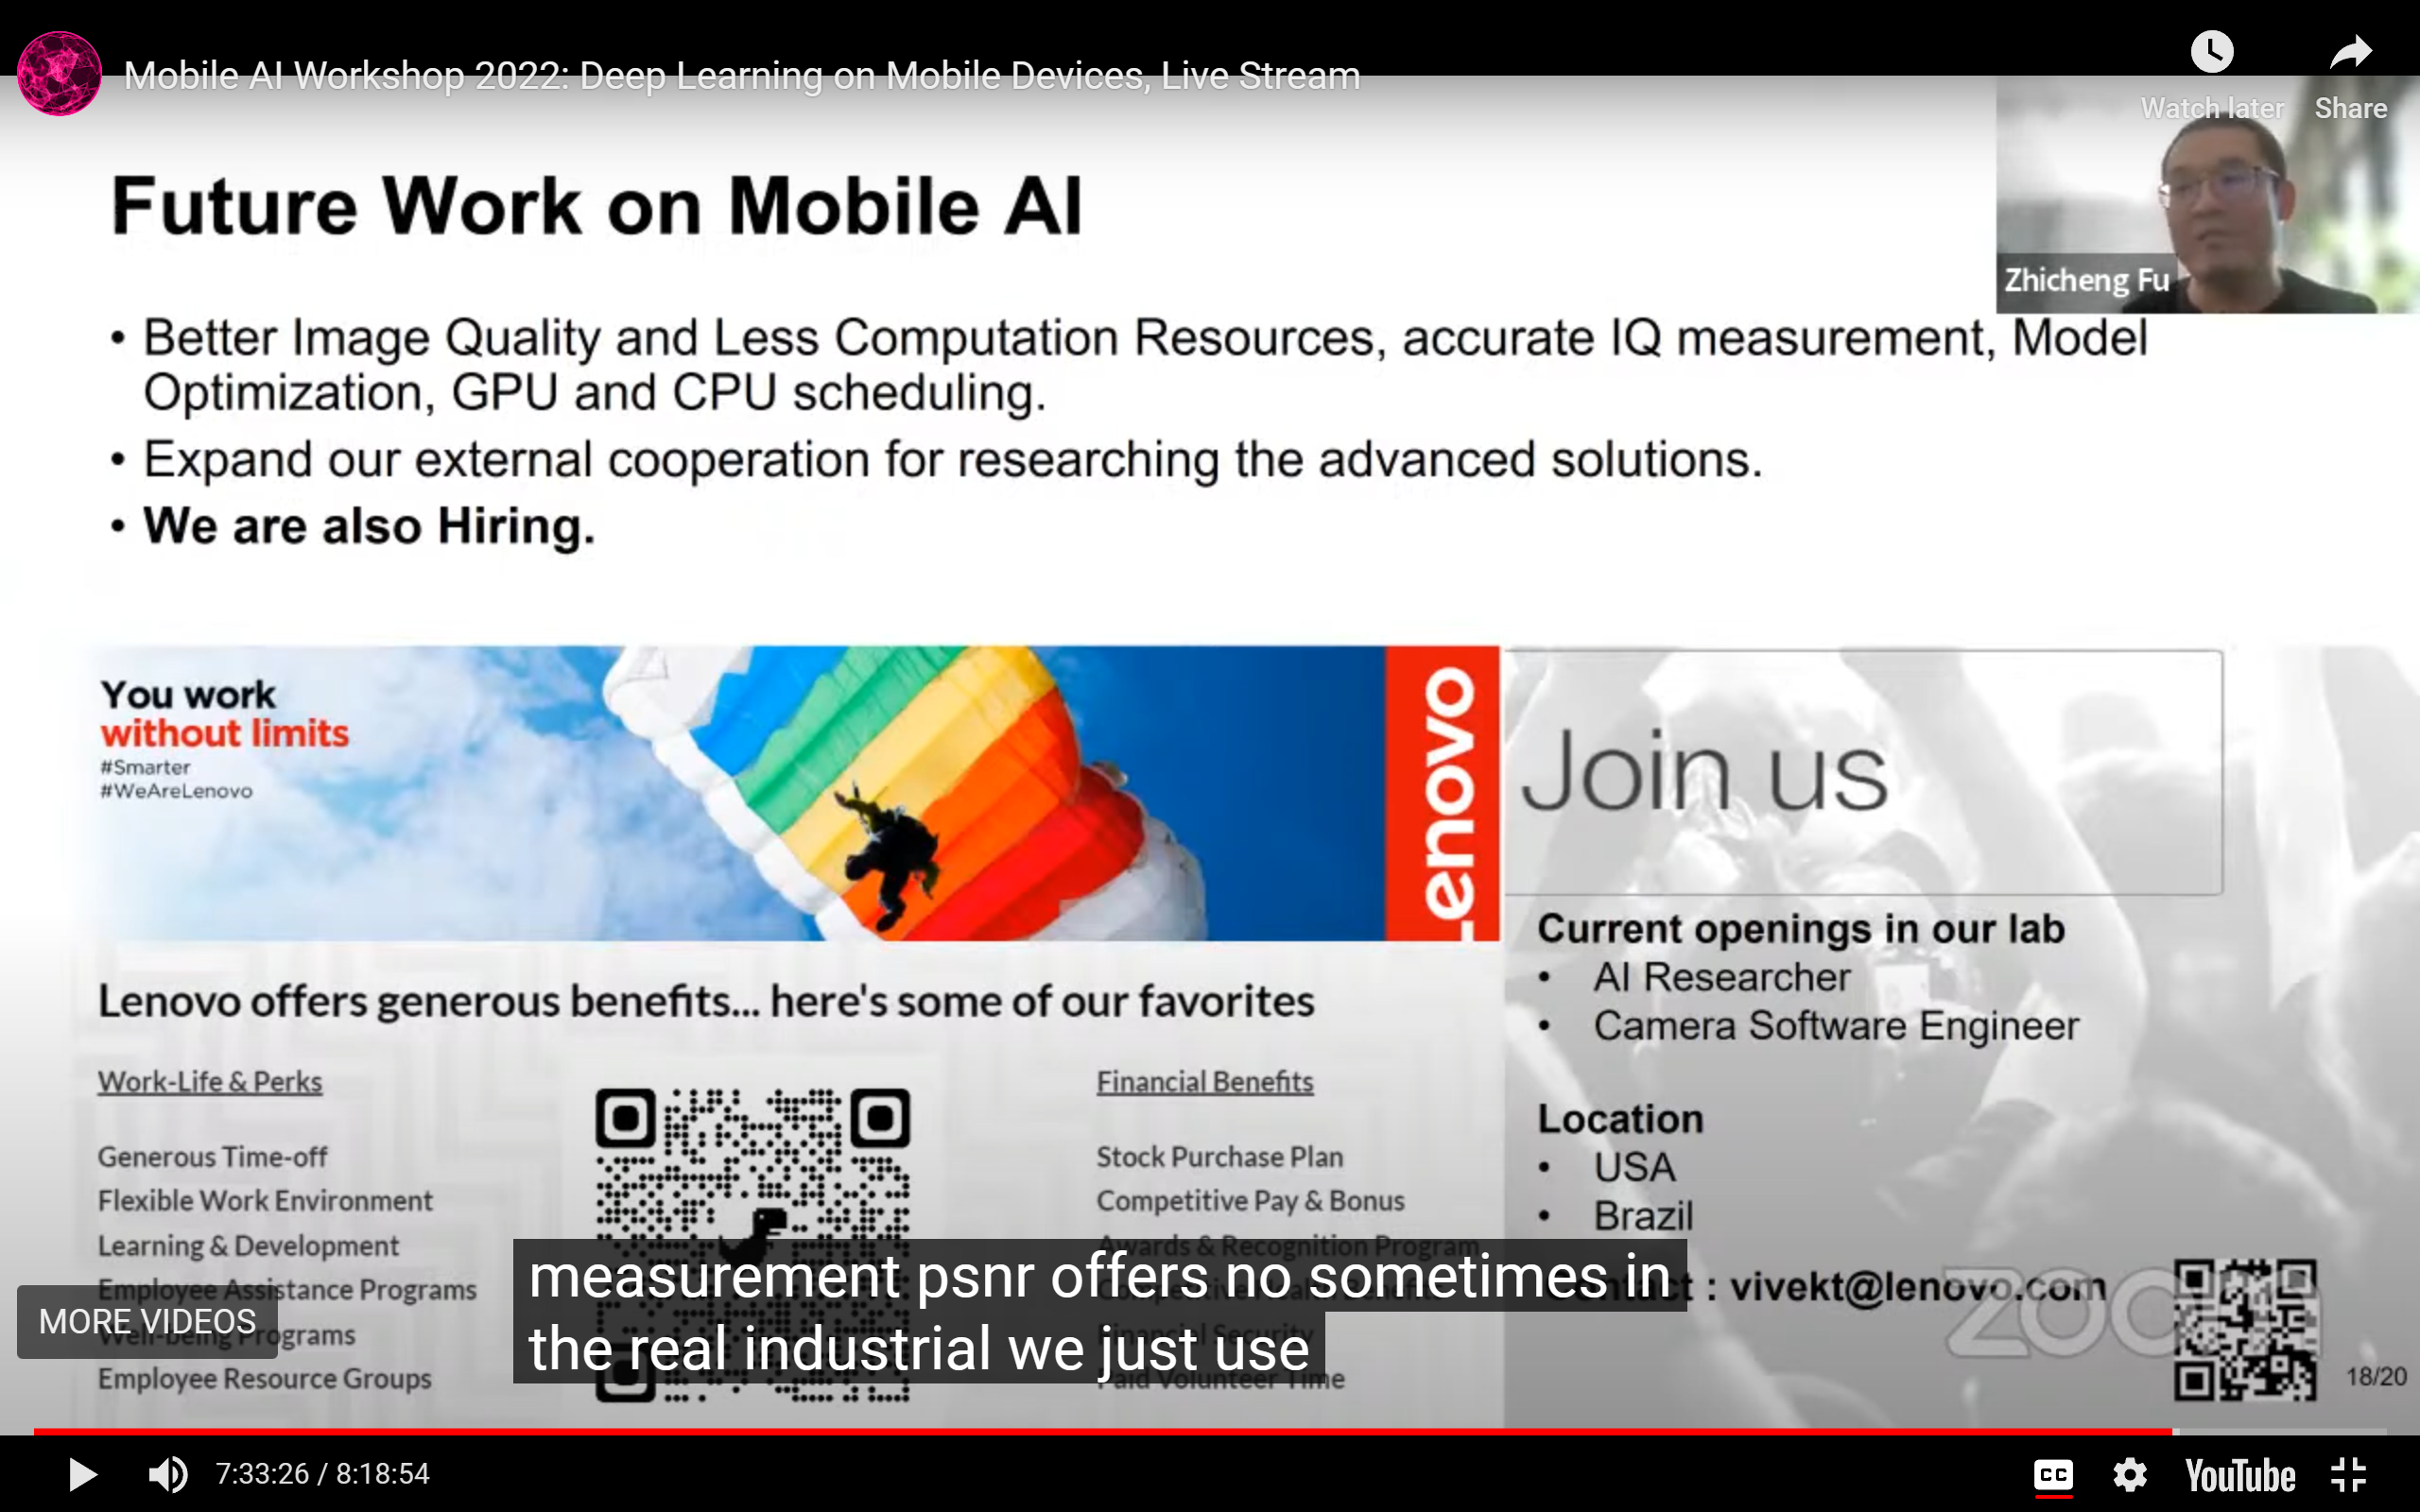 Mobile AI Workshop 2022: Deep Learning on Mobile Devices, Live Stream
Watch later
Share
Zhicheng Fu
Future Work on Mobile AI
• Better Image Quality and Less Computation Resources, accurate IQ measurement, Model
Optimization, GPU and CPU scheduling.
• Expand our external cooperation for researching the advanced solutions.
• We are also Hiring.
You work
without limits
#Smarter
#WeAreLenovo
Lenovo
Join us
Lenovo offers generous benefits... here's some of our favorites
Work-Life & Perks
Generous Time-off
Flexible Work Environment
Learning & Development
Employee Assistance Programs
Well-being Programs
Employee Resource Groups
Financial Benefits
Stock Purchase Plan
Competitive Pay & Bonus
Awards & Recognition Program
Financial Security
Paid Volunteer Time
Current openings in our lab
• AI Researcher
• Camera Software Engineer
Location
• USA
• Brazil
Contact : vivekt@lenovo.com
18/20
MORE VIDEOS
measurement psnr offers no sometimes in
the real industrial we just use
7:33:26 / 8:18:54
CC
YouTube